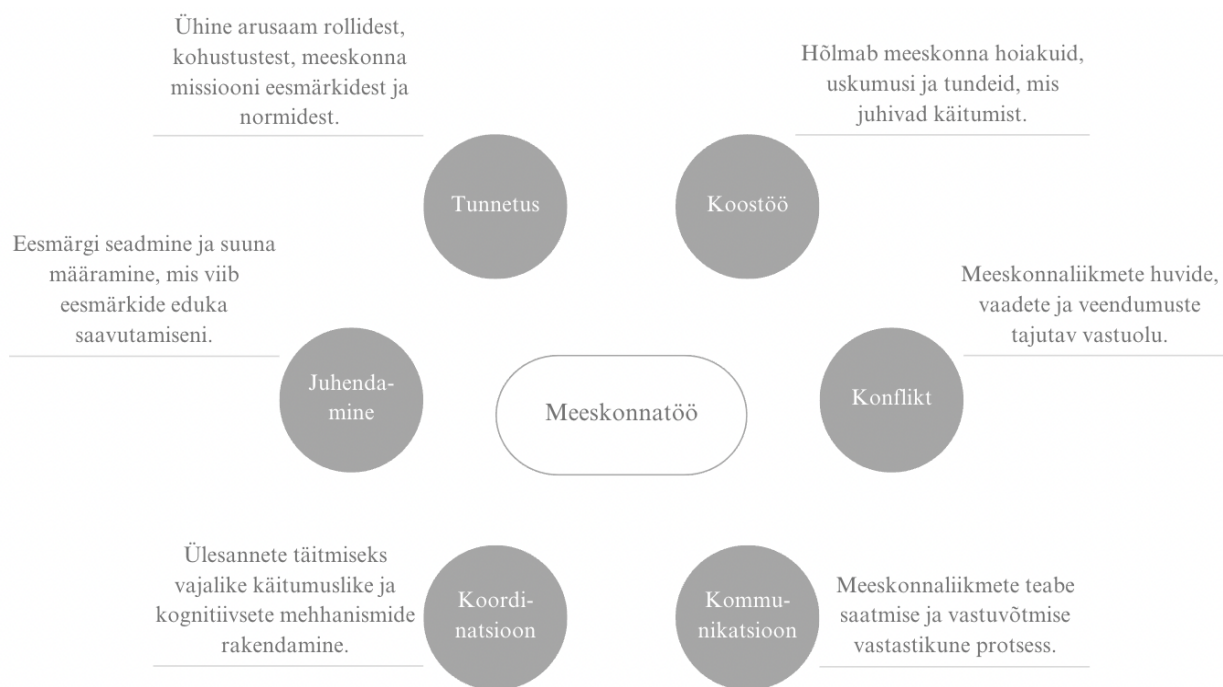 Ühine arusaam rollidest,
kohustustest, meeskonna
missiooni eesmärkidest ja
normidest.
Tunnetus
Hõlmab meeskonna hoiakuid,
uskumusi ja tundeid, mis
juhivad käitumist.
Koostöö
Eesmärgi seadmine ja suuna
määramine, mis viib
eesmärkide eduka
saavutamiseni.
Juhenda-
mine
Meeskonnatöö
Meeskonnaliikmete huvide,
vaadete ja veendumuste
tajutav vastuolu.
Konflikt
Ülesannete täitmiseks
vajalike käitumuslike ja
kognitiivsete mehhanismide
rakendamine.
Koordi-
natsioon
Kommu-
nikatsioon
Meeskonnaliikmete teabe
saatmise ja vastuvõtmise
vastastikune protsess.